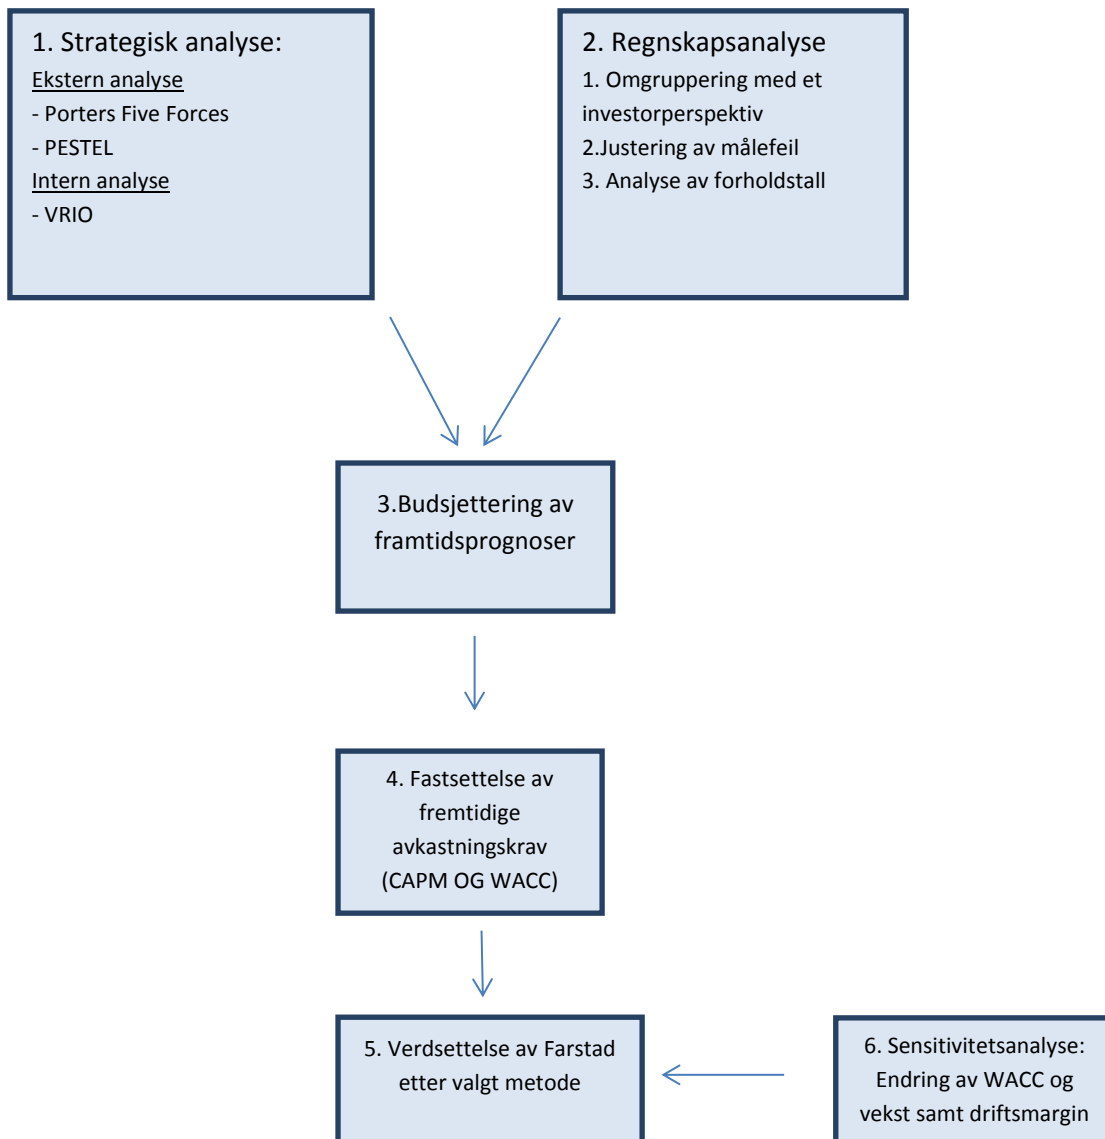 1. Strategisk analyse:
Ekstern analyse
- Porters Five Forces
- PESTEL
Intern analyse
- VRIO
2. Regnskapsanalyse
1. Omgruppering med et
investorperspektiv
2.Justering av målefeil
3. Analyse av forholdstall
3.Budsjettering av
framtidsprognoser
4. Fastsettelse av
fremtidige
avkastningskrav
(CAPM OG WACC)
5. Verdsettelse av Farstad
etter valgt metode
6. Sensitivitetsanalyse:
Endring av WACC og
vekst samt driftsmargin